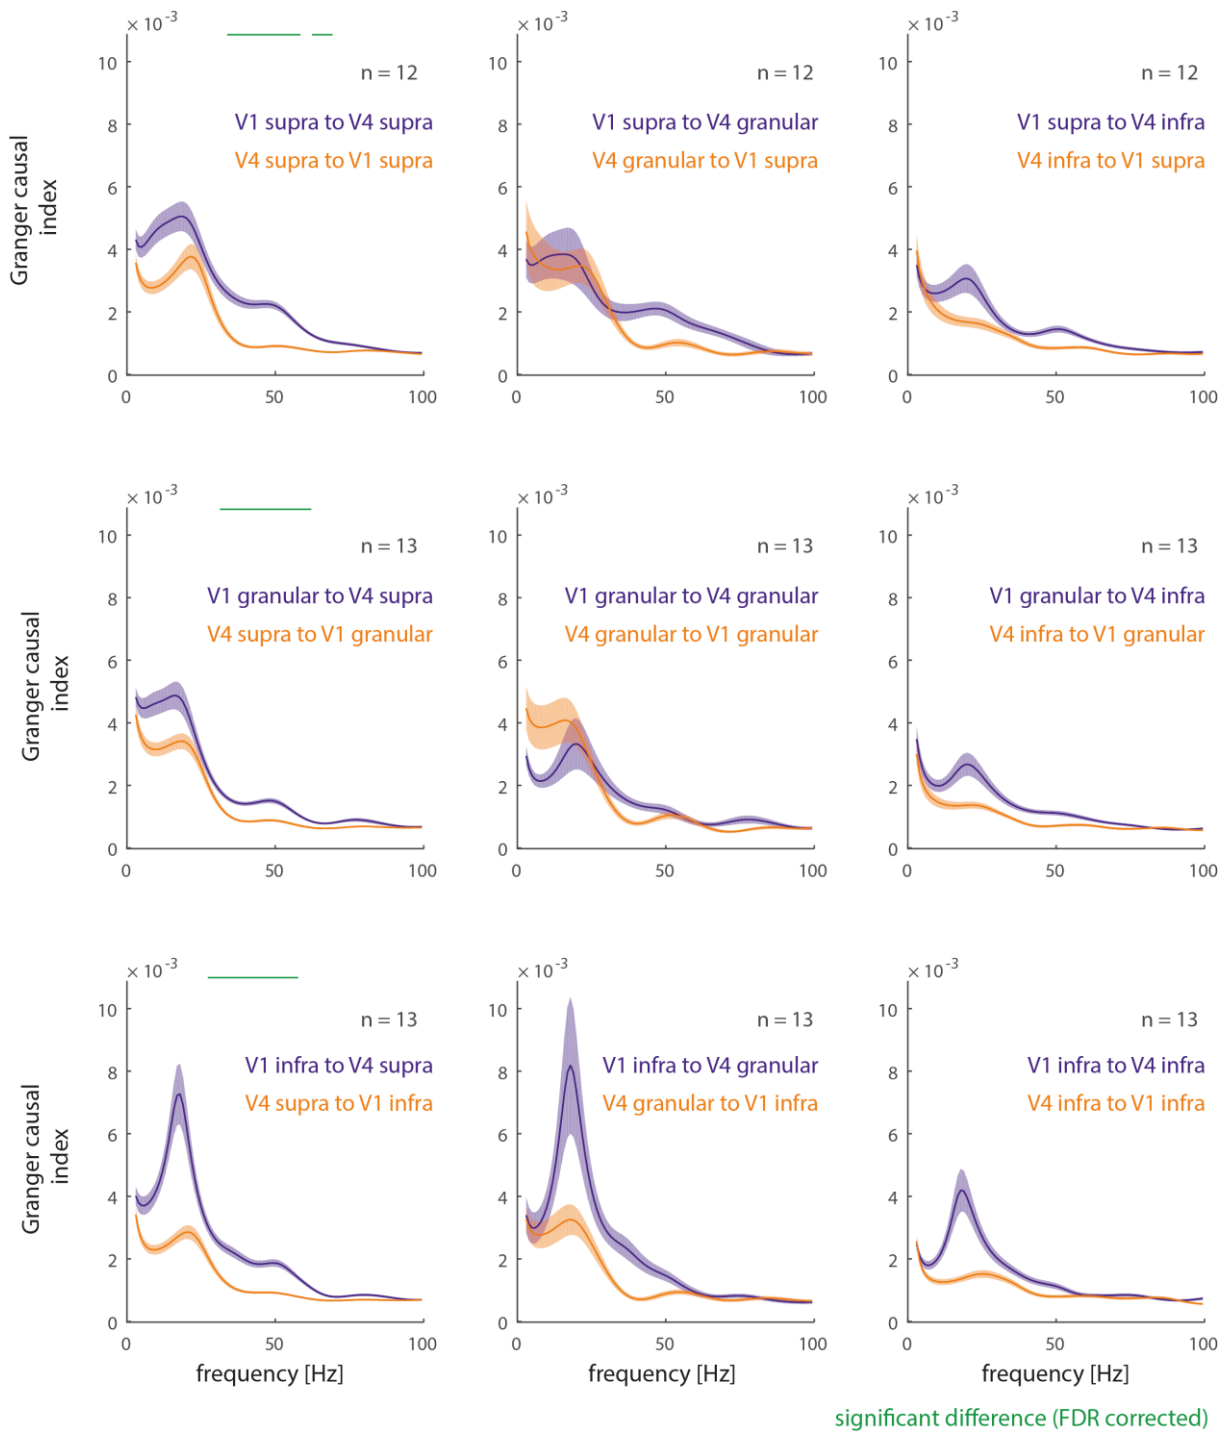 × 10 -3
× 10 -3
× 10 -3
10
8
6
4
2
0
0
50
100
n = 12
V1 supra to V4 supra
V4 supra to V1 supra
Granger causal
index
10
8
6
4
2
0
0
50
100
n = 12
V1 supra to V4 granular
V4 granular to V1 supra
10
8
6
4
2
0
0
50
100
n = 12
V1 supra to V4 infra
V4 infra to V1 supra
× 10 -3
× 10 -3
× 10 -3
10
8
6
4
2
0
0
50
100
n = 13
V1 granular to V4 supra
V4 supra to V1 granular
Granger causal
index
10
8
6
4
2
0
0
50
100
n = 13
V1 granular to V4 granular
V4 granular to V1 granular
10
8
6
4
2
0
0
50
100
n = 13
V1 granular to V4 infra
V4 infra to V1 granular
× 10 -3
× 10 -3
× 10 -3
10
8
6
4
2
0
0
50
100
n = 13
V1 infra to V4 supra
V4 supra to V1 infra
Granger causal
index
frequency [Hz]
10
8
6
4
2
0
0
50
100
n = 13
V1 infra to V4 granular
V4 granular to V1 infra
frequency [Hz]
10
8
6
4
2
0
0
50
100
n = 13
V1 infra to V4 infra
V4 infra to V1 infra
frequency [Hz]
significant difference (FDR corrected)